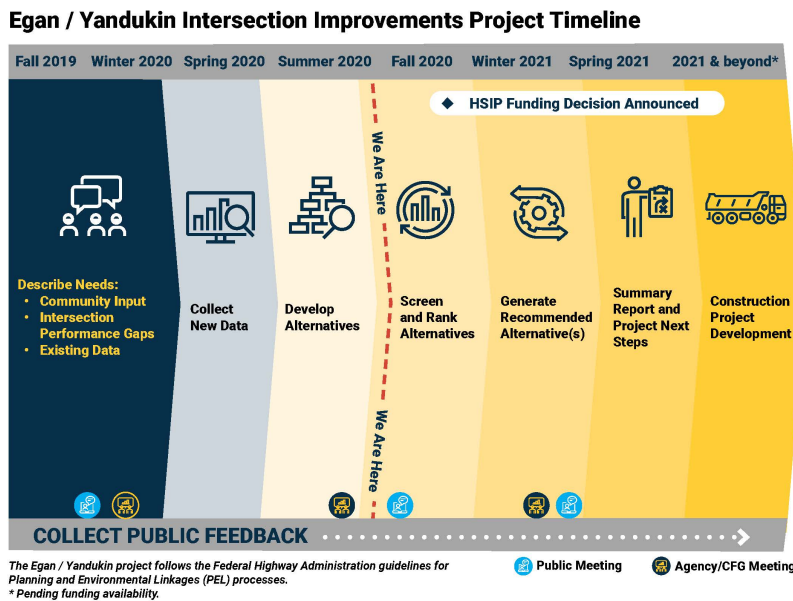 Egan / Yandukin Intersection Improvements Project Timeline
Fall 2019 Winter 2020 Spring 2020 Summer 2020 Fall 2020 Winter 2021 Spring 2021 2021 & beyond*
HSIP Funding Decision Announced
We Are Here
Describe Needs:
• Community Input
• Intersection
Performance Gaps
• Existing Data
Collect
New Data
Develop
Alternatives
Screen
and Rank
Alternatives
Generate
Recommended
Alternative(s)
Summary
Report and
Project Next
Steps
Construction
Project
Development
We Are Here
COLLECT PUBLIC FEEDBACK
The Egan / Yandukin project follows the Federal Highway Administration guidelines for
Planning and Environmental Linkages (PEL) processes.
* Pending funding availability.
Public Meeting
Agency/CFG Meeting